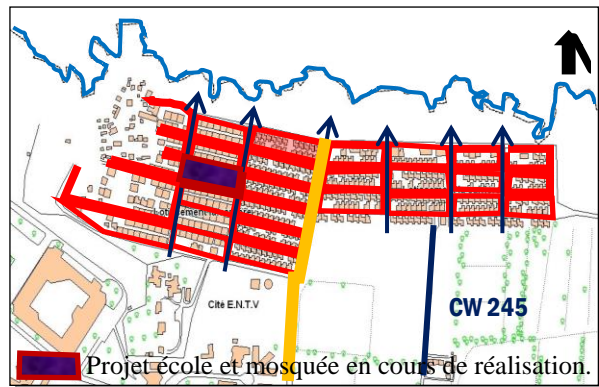 N
Cité E.N.T.V
CW 245
Projet école et mosquée en cours de réalisation.